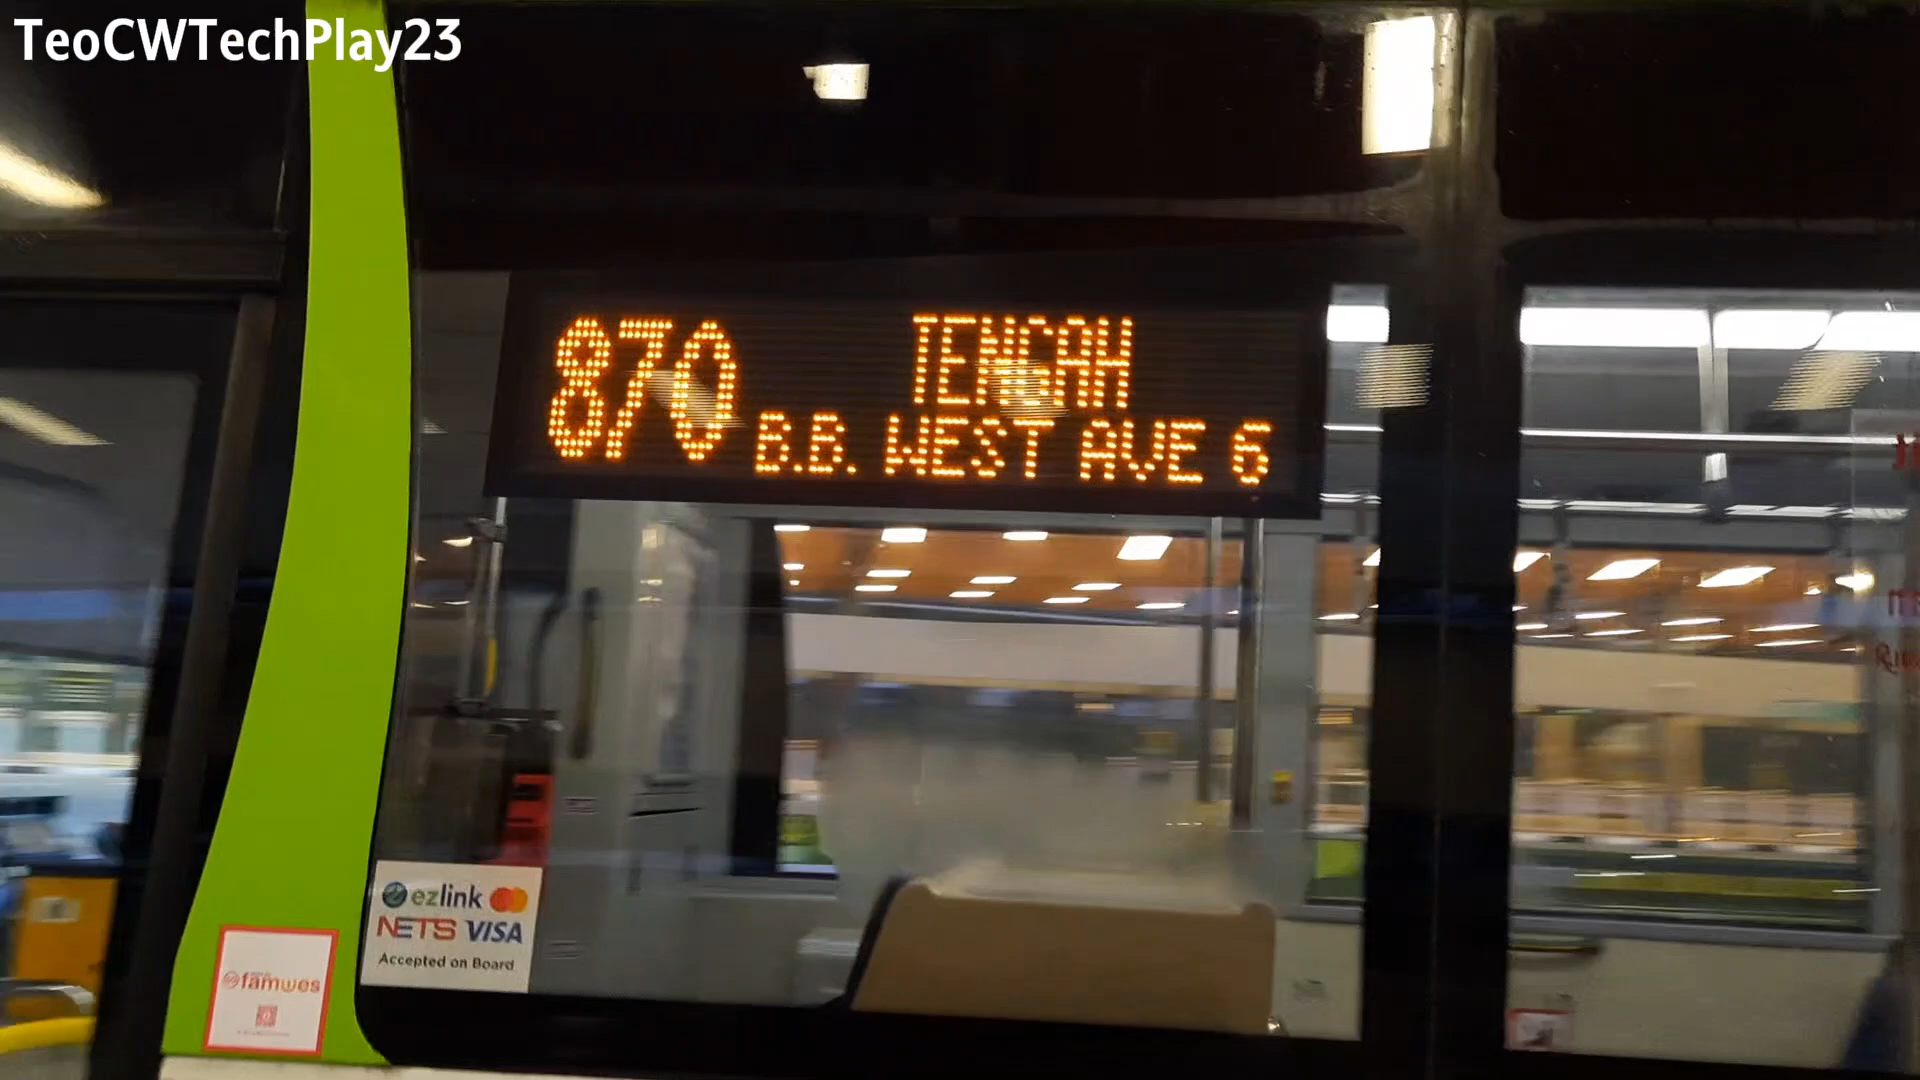 TeoCWTechPlay23
870
TENGAH
B.B. WEST AVE 6
ezlink
NETS VISA
Accepted on Board
famwes